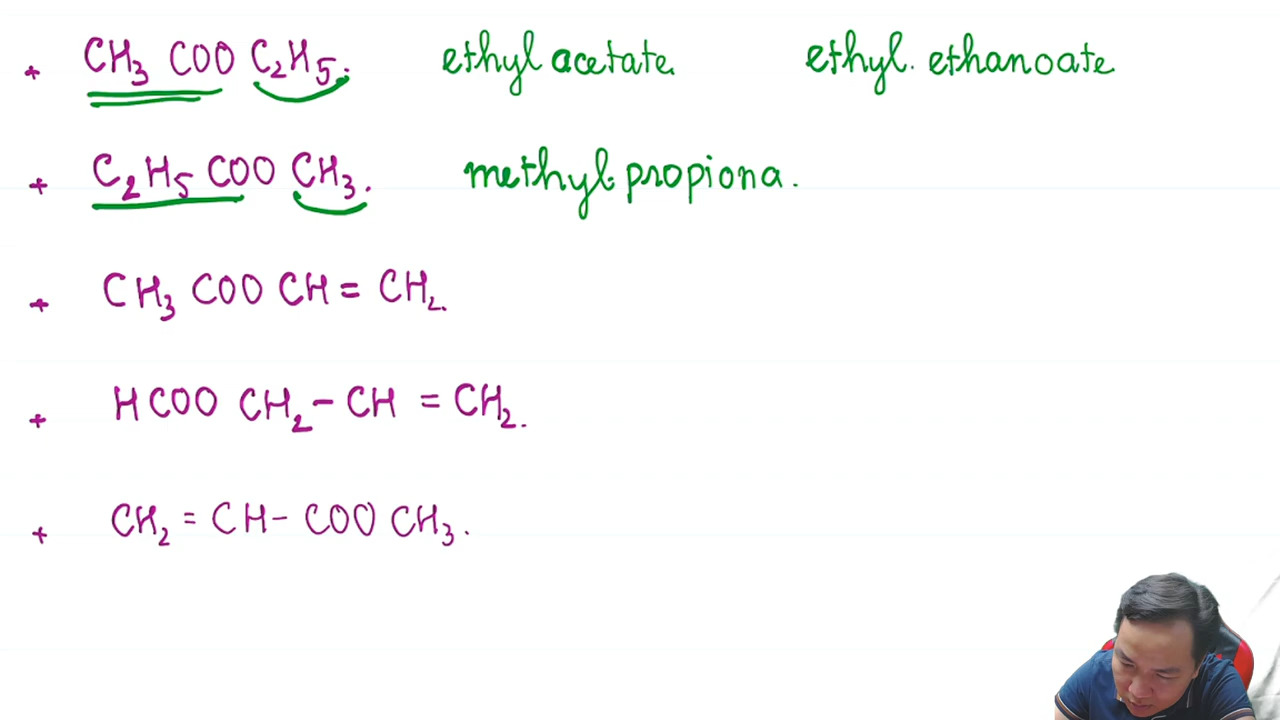 + CH₃ COO C₂H₅. ethyl acetate. ethyl. ethanoate
+ C₂H₅ COO CH₃. methyl propiona.
+ CH₃ COO CH = CH₂.
+ HCOO CH₂ – CH = CH₂.
+ CH₂ = CH – COO CH₃.